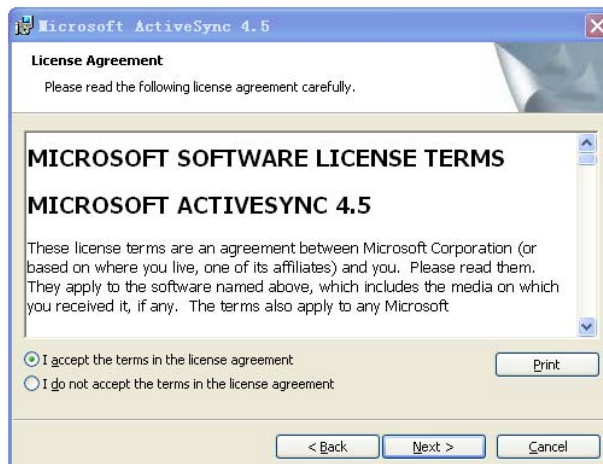 Microsoft ActiveSync 4.5
License Agreement
Please read the following license agreement carefully.
MICROSOFT SOFTWARE LICENSE TERMS
MICROSOFT ACTIVESYNC 4.5
These license terms are an agreement between Microsoft Corporation (or
based on where you live, one of its affiliates) and you.  Please read them.
They apply to the software named above, which includes the media on which
you received it, if any.  The terms also apply to any Microsoft
I accept the terms in the license agreement
Print
I do not accept the terms in the license agreement
< Back
Next >
Cancel